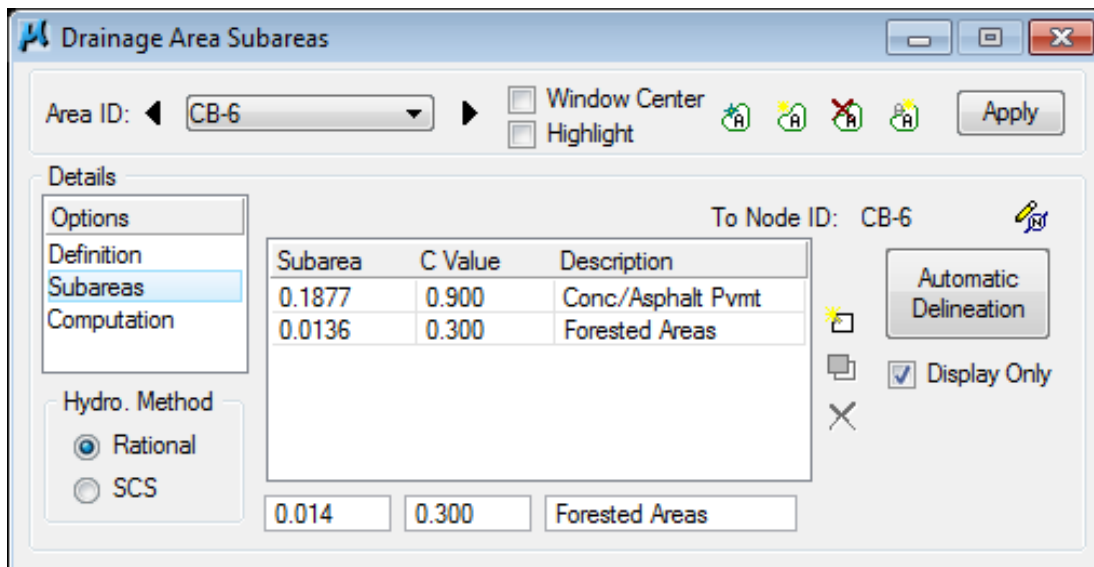 Drainage Area Subareas
Area ID: CB-6
Window Center
Highlight
Apply
Details
Options
Definition
Subareas
Computation
To Node ID: CB-6
Subarea C Value Description
0.1877 0.900 Conc/Asphalt Pvmt
0.0136 0.300 Forested Areas
Automatic
Delineation
Display Only
Hydro. Method
Rational
SCS
0.014 0.300 Forested Areas